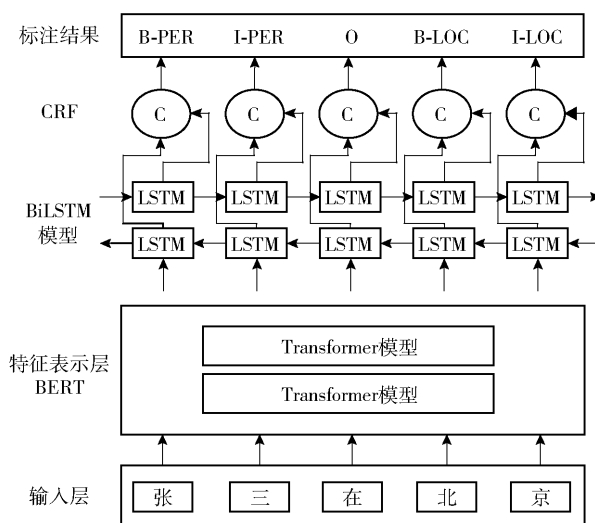 标注结果 B-PER I-PER O B-LOC I-LOC
CRF C C C C C
LSTM LSTM LSTM LSTM LSTM
BiLSTM
模型
LSTM LSTM LSTM LSTM LSTM
Transformer模型
特征表示层
BERT
Transformer模型
输入层 张 三 在 北 京